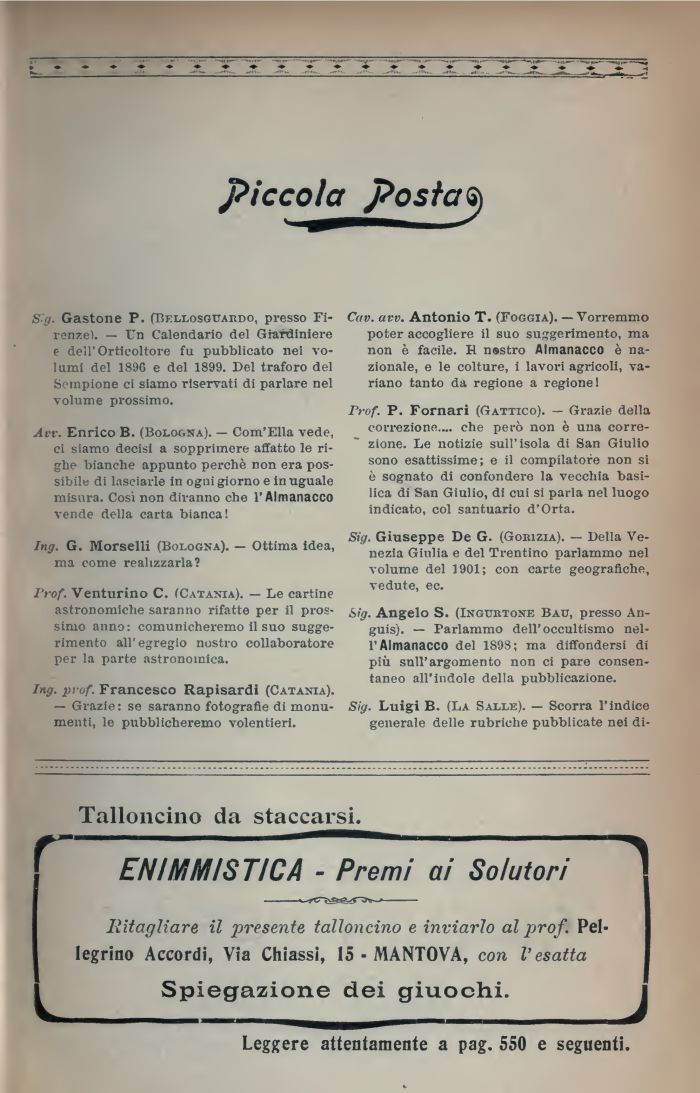 Piccola Posta
Sig. Gastone P. (BELLOSGUARDO, presso Fi-
renze). — Un Calendario del Giardiniere
e dell'Orticoltore fu pubblicato nei vo-
lumi del 1896 e del 1899. Del traforo del
Sempione ci siamo riservati di parlare nel
volume prossimo.
Avv. Enrico B. (BOLOGNA). — Com'Ella vede,
ci siamo decisi a sopprimere affatto le ri-
ghe bianche appunto perchè non era pos-
sibile di lasciarle in ogni giorno e in uguale
misura. Così non diranno che l'Almanacco
vende della carta bianca!
Ing. G. Morselli (BOLOGNA). — Ottima idea,
ma come realizzarla?
Prof. Venturino C. (CATANIA). — Le cartine
astronomiche saranno rifatte per il pros-
simo anno: comunicheremo il suo sugge-
rimento all'egregio nostro collaboratore
per la parte astronomica.
Ing. prof. Francesco Rapisardi (CATANIA).
— Grazie: se saranno fotografie di monu-
menti, le pubblicheremo volentieri.
Cav. avv. Antonio T. (FOGGIA). — Vorremmo
poter accogliere il suo suggerimento, ma
non è facile. Il nostro Almanacco è na-
zionale, e le colture, i lavori agricoli, va-
riano tanto da regione a regione!
Prof. P. Fornari (GATTICO). — Grazie della
correzione.... che però non è una corre-
zione. Le notizie sull'isola di San Giulio
sono esattissime; e il compilatore non si
è sognato di confondere la vecchia basi-
lica di San Giulio, di cui si parla nel luogo
indicato, col santuario d'Orta.
Sig. Giuseppe De G. (GORIZIA). — Della Ve-
nezia Giulia e del Trentino parlammo nel
volume del 1901; con carte geografiche,
vedute, ec.
Sig. Angelo S. (INGURTONE BAU, presso An-
guis). — Parlammo dell'occultismo nel-
l'Almanacco del 1898; ma diffondersi di
più sull'argomento non ci pare consen-
taneo all'indole della pubblicazione.
Sig. Luigi B. (LA SALLE). — Scorra l'indice
generale delle rubriche pubblicate nei di-
Talloncino da staccarsi.
ENIMMISTICA - Premi ai Solutori
Ritagliare il presente talloncino e inviarlo al prof. Pel-
legrino Accordi, Via Chiassi, 15 - MANTOVA, con l'esatta
Spiegazione dei giuochi.
Leggere attentamente a pag. 550 e seguenti.